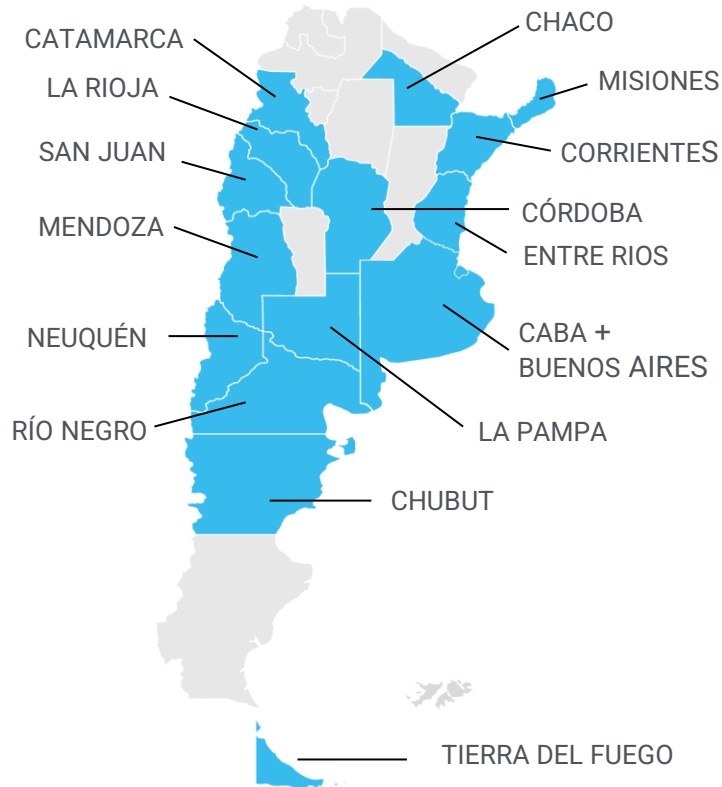 CATAMARCA
LA RIOJA
SAN JUAN
MENDOZA
NEUQUÉN
RÍO NEGRO
CHACO
MISIONES
CORRIENTES
CÓRDOBA
ENTRE RIOS
CABA +
BUENOS AIRES
LA PAMPA
CHUBUT
TIERRA DEL FUEGO